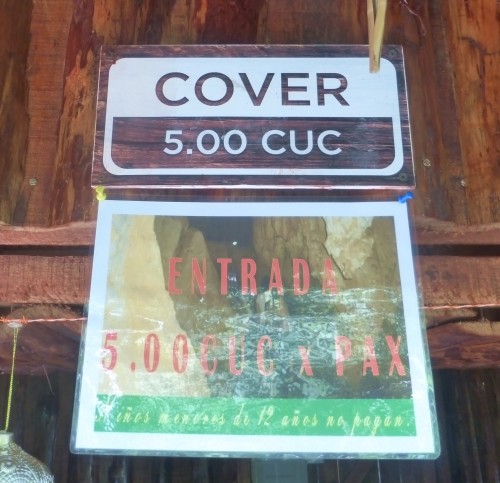 COVER
5.00 CUC
ENTRADA
5.00CUC x PAX
menores de 12 años no pagan.